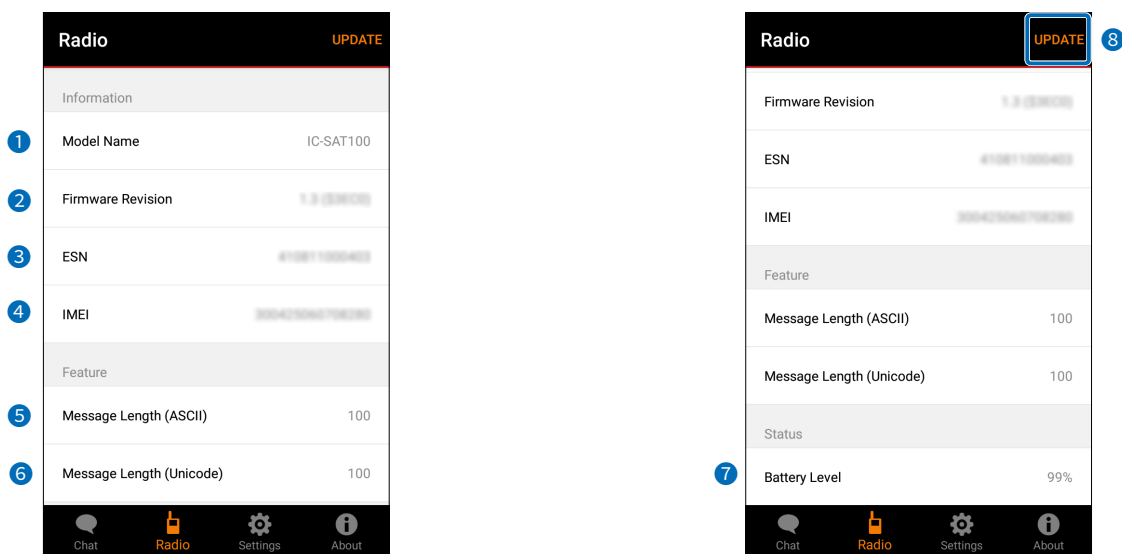 Radio UPDATE
Information
1 Model Name IC-SAT100
2 Firmware Revision
3 ESN
4 IMEI
Feature
5 Message Length (ASCII) 100
6 Message Length (Unicode) 100
Chat Radio Settings About
Radio UPDATE 8
Firmware Revision
ESN
IMEI
Feature
Message Length (ASCII) 100
Message Length (Unicode) 100
Status
7 Battery Level 99%
Chat Radio Settings About